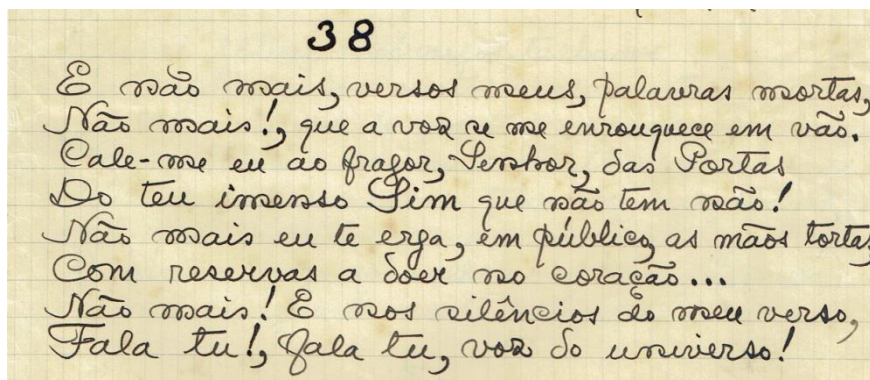 38
E não mais, versos meus, palavras mortas,
Não mais!, que a voz se me enrouquece em vão.
Cale-me eu ao fragor, Senhor, das Portas
Do teu imenso Sim que não tem não!
Não mais eu te erga, em público, as mãos tortas,
Com reservas a doer no coração...
Não mais! E nos silêncios do meu verso,
Fala tu!, fala tu, voz do universo!